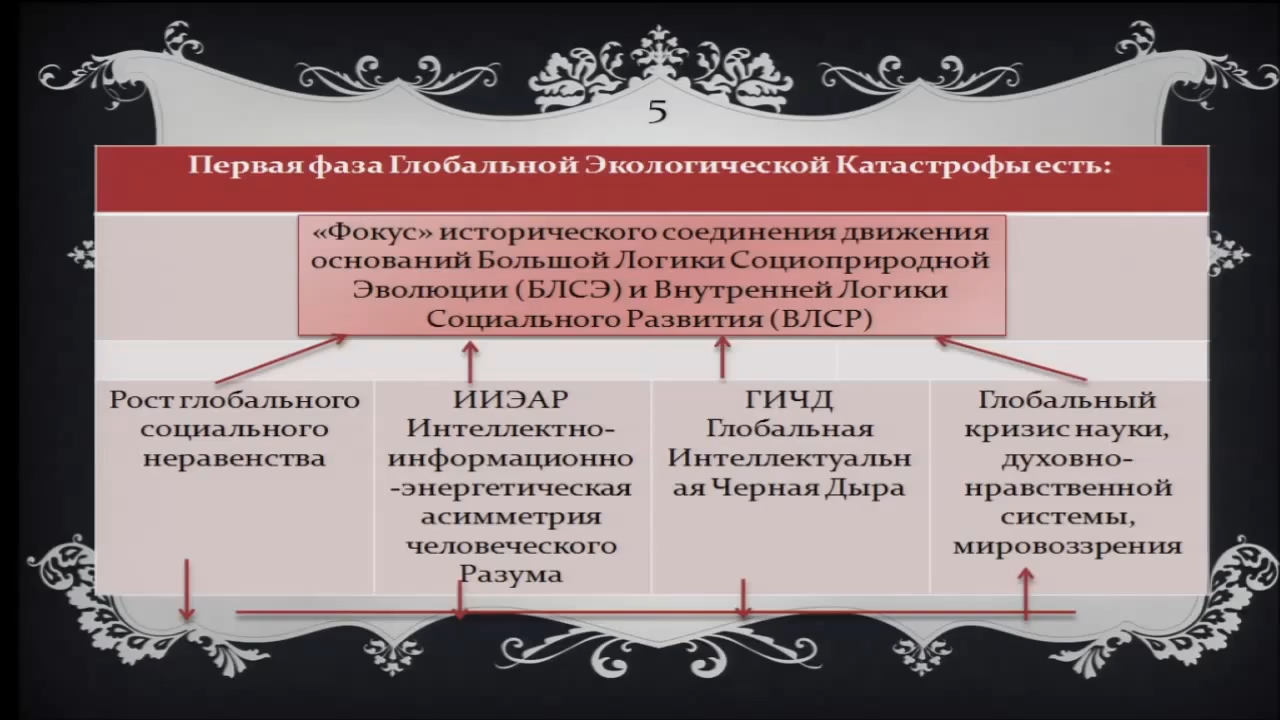 5
Первая фаза Глобальной Экологической Катастрофы есть:
«Фокус» исторического соединения движения
оснований Большой Логики Социоприродной
Эволюции (БЛСЭ) и Внутренней Логики
Социального Развития (ВЛСР)
Рост глобального
социального
неравенства
ИИЭАР
Интеллектно-
информационно
-энергетическая
асимметрия
человеческого
Разума
ГИЧД
Глобальная
Интеллектуальн
ая Черная Дыра
Глобальный
кризис науки,
духовно-
нравственной
системы,
мировоззрения